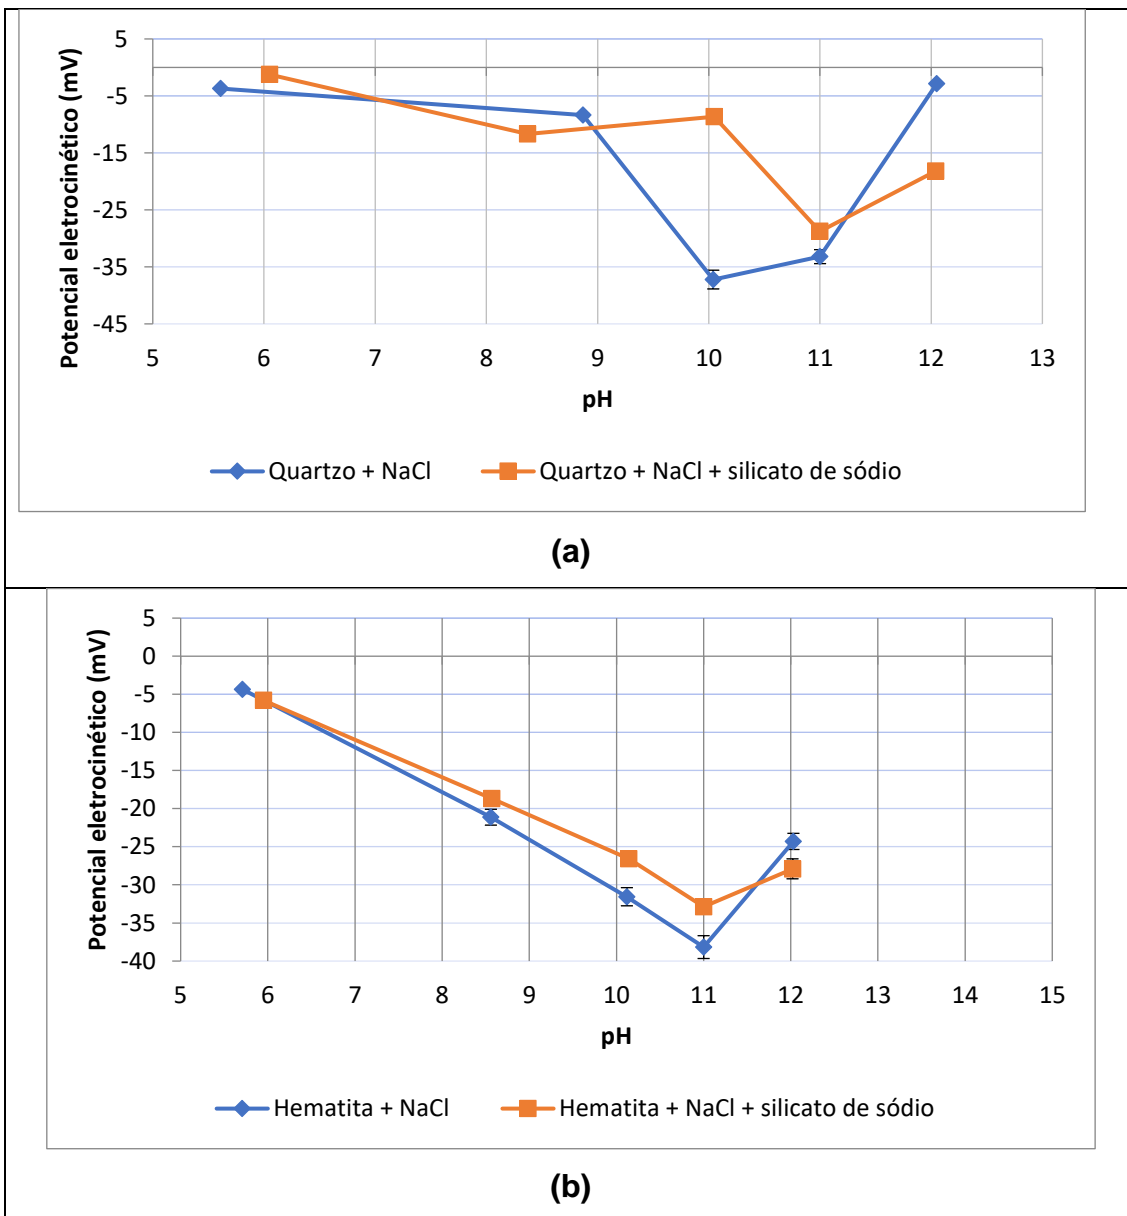 Potencial eletrocinético (mV)
5
-5
-15
-25
-35
-45
5 6 7 8 9 10 11 12 13
pH
Quartzo + NaCl Quartzo + NaCl + silicato de sódio
(a)
Potencial eletrocinético (mV)
5
0
-5
-10
-15
-20
-25
-30
-35
-40
5 6 7 8 9 10 11 12 13 14 15
pH
Hematita + NaCl Hematita + NaCl + silicato de sódio
(b)